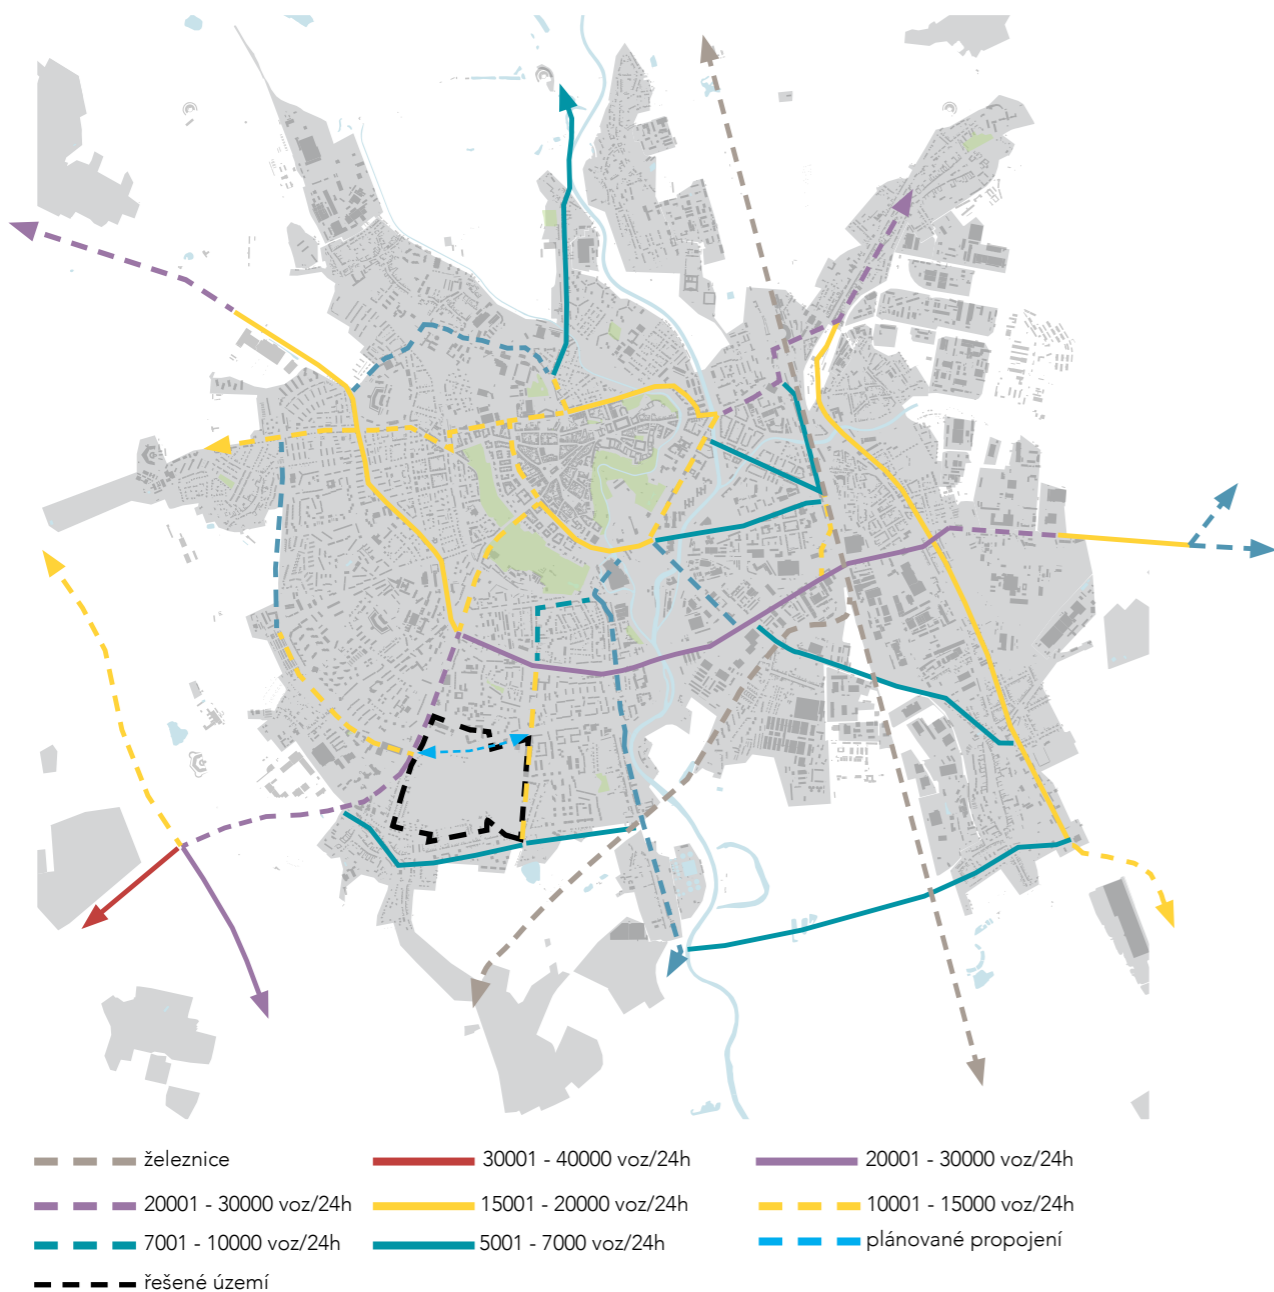 železnice
30001 - 40000 voz/24h
20001 - 30000 voz/24h
20001 - 30000 voz/24h
15001 - 20000 voz/24h
10001 - 15000 voz/24h
7001 - 10000 voz/24h
5001 - 7000 voz/24h
plánované propojení
řešené území